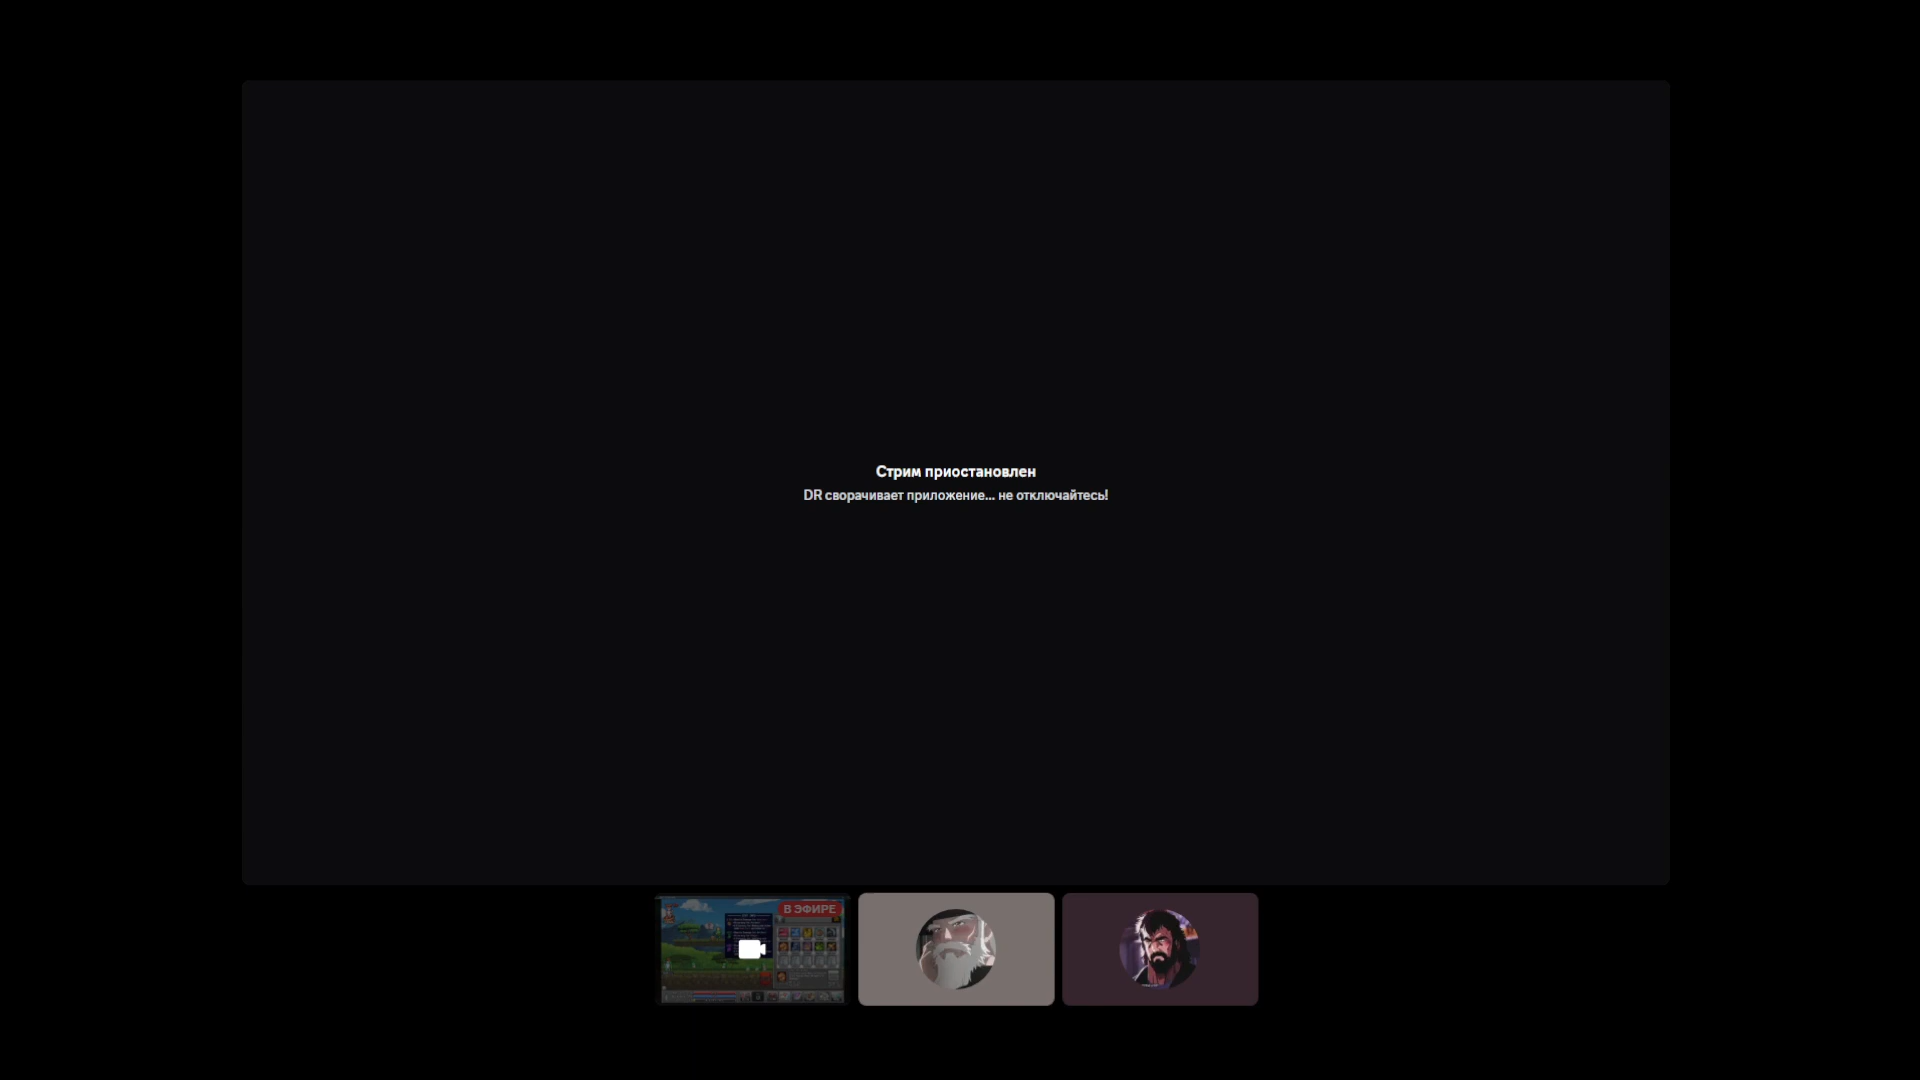 Стрим приостановлен
DR сворачивает приложение... не отключайтесь!
В ЭФИРЕ